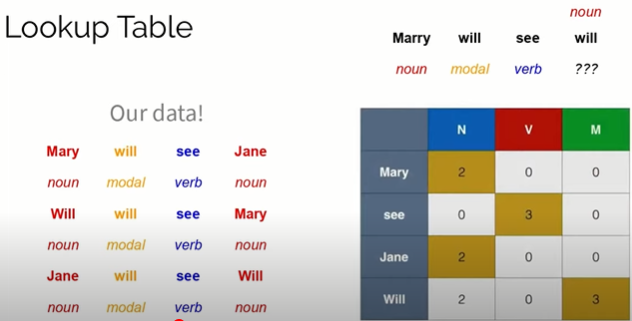 Lookup Table
Our data!
Mary will see Jane
noun modal verb noun
Will will see Mary
noun modal verb noun
Jane will see Will
noun modal verb noun
noun
Marry will see will
noun modal verb ???
N V M
Mary 2 0 0
see 0 3 0
Jane 2 0 0
Will 2 0 3